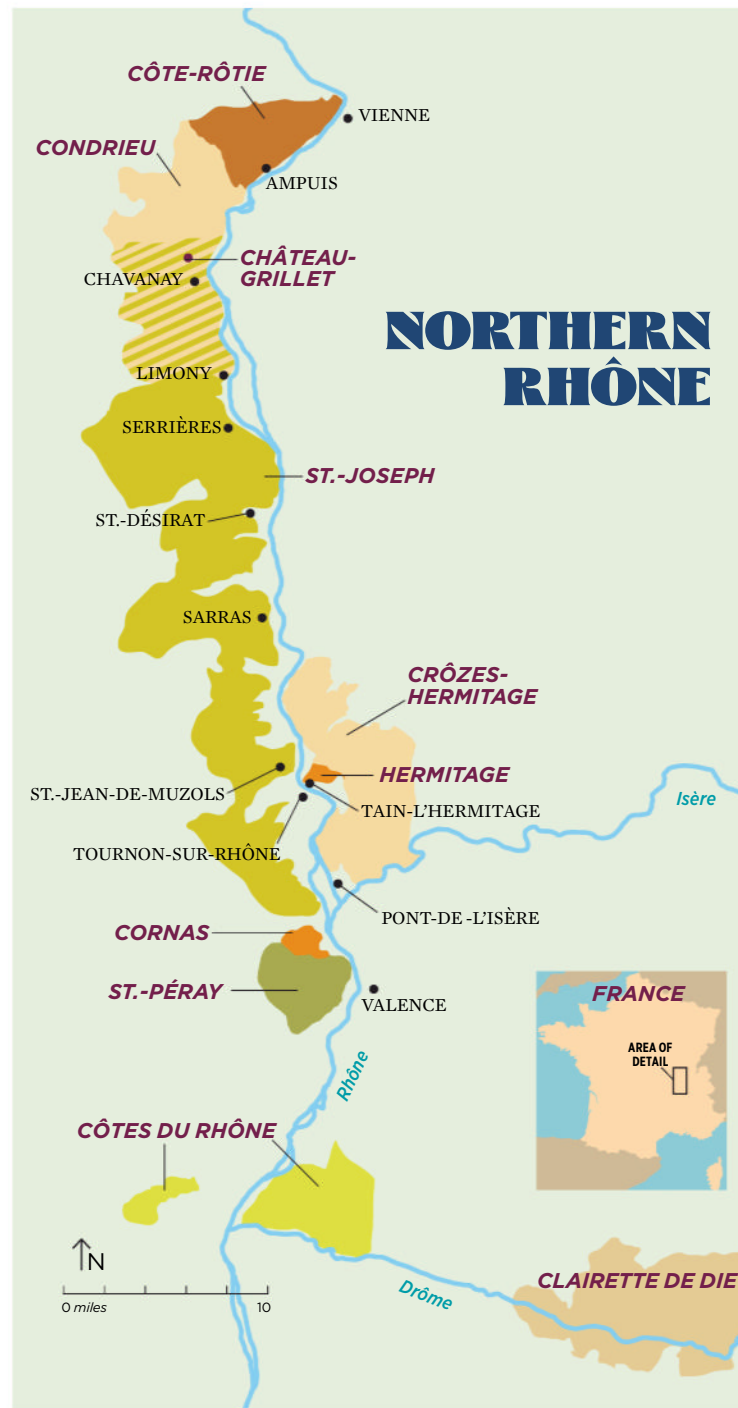 CÔTE-RÔTIE
VIENNE
CONDRIEU
AMPUIS
CHÂTEAU-
GRILLET
CHAVANAY
NORTHERN
RHÔNE
LIMONY
SERRIÈRES
ST.-JOSEPH
ST.-DÉSIRAT
SARRAS
CRÔZES-
HERMITAGE
HERMITAGE
ST.-JEAN-DE-MUZOLS
Isère
TAIN-L'HERMITAGE
TOURNON-SUR-RHÔNE
PONT-DE -L'ISÈRE
CORNAS
ST.-PÉRAY
VALENCE
FRANCE
AREA OF
DETAIL
Rhône
CÔTES DU RHÔNE
N
0 miles 10
Drôme
CLAIRETTE DE DIE